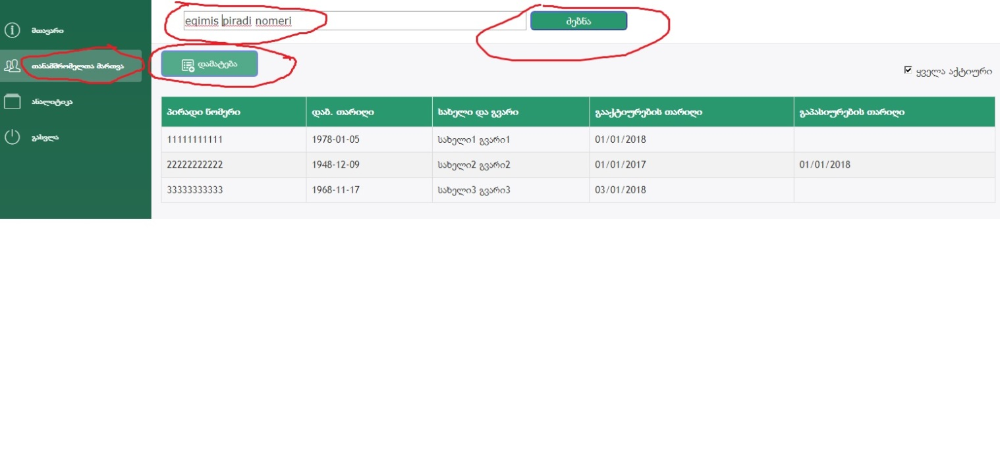 eqimis piradi nomeri
ძებნა
მთავარი
თანამშრომელთა მართვა
ანალიტიკა
გასვლა
დამატება
ყველა აქტიური
პირადი ნომერი დაბ. თარიღი სახელი და გვარი გააქტიურების თარიღი გაპასიურების თარიღი
11111111111 1978-01-05 სახელი1 გვარი1 01/01/2018
22222222222 1948-12-09 სახელი2 გვარი2 01/01/2017 01/01/2018
33333333333 1968-11-17 სახელი3 გვარი3 03/01/2018